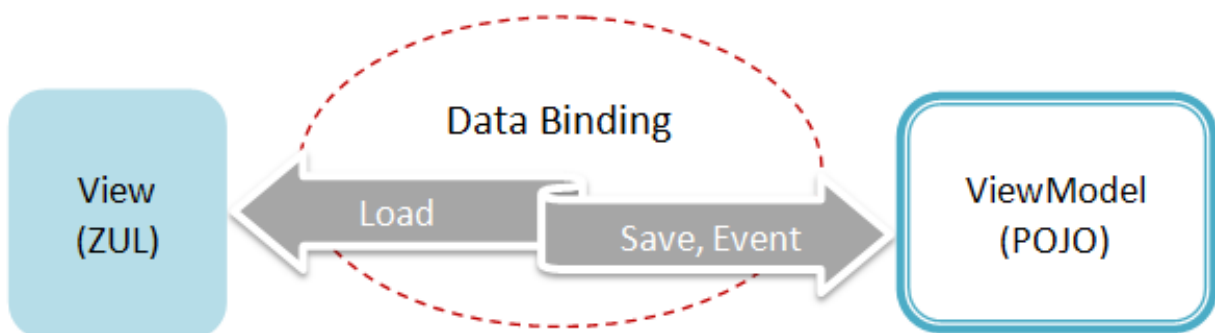 Data Binding
View
(ZUL)
Load
Save, Event
ViewModel
(POJO)